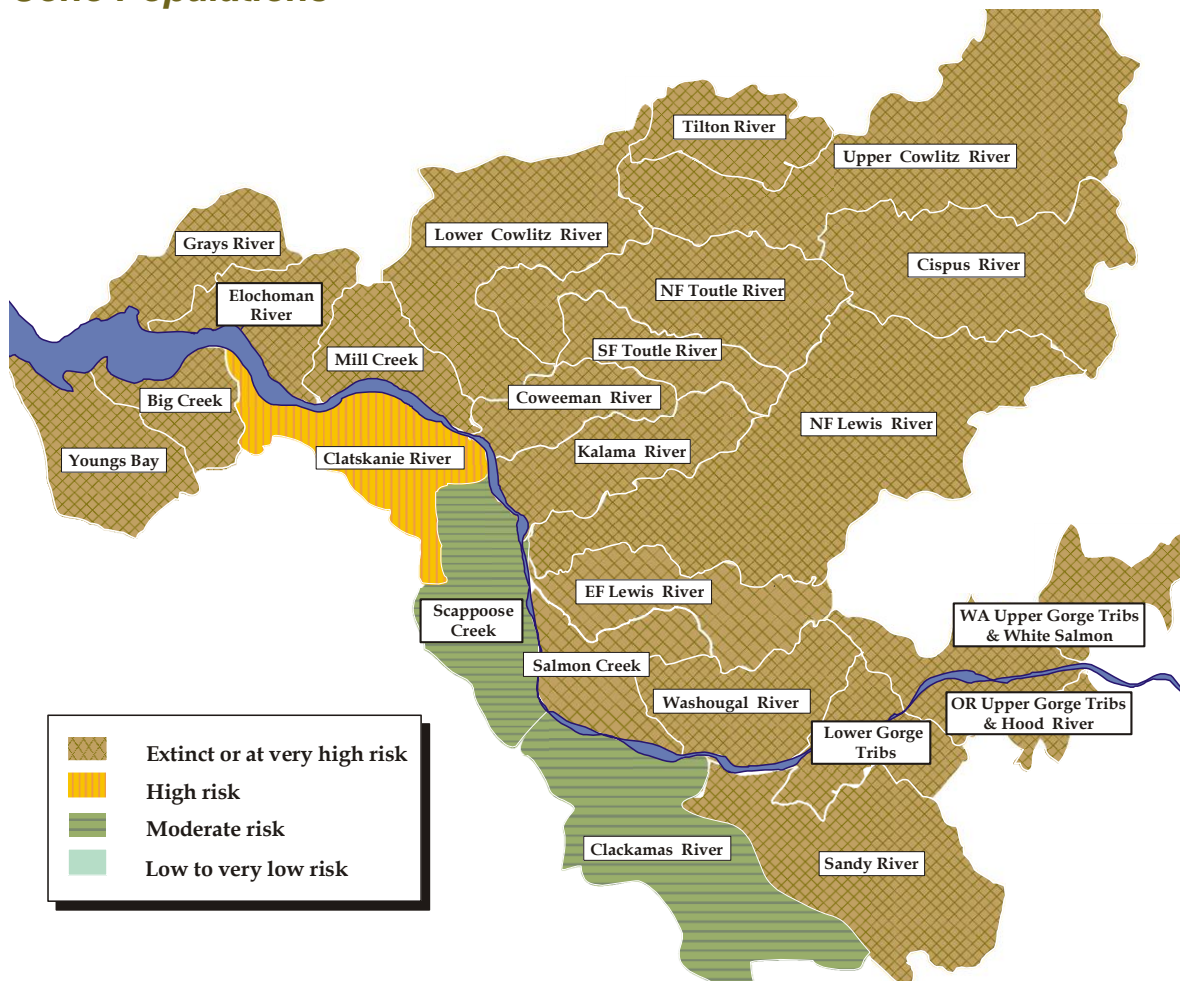 Populations
Tilton River
Upper Cowlitz River
Lower Cowlitz River
Grays River
Cispus River
NF Toutle River
Elochoman
River
SF Toutle River
Mill Creek
Coweeman River
Big Creek
NF Lewis River
Kalama River
Clatskanie River
Youngs Bay
EF Lewis River
Scappoose
Creek
WA Upper Gorge Tribs
& White Salmon
Salmon Creek
Washougal River
OR Upper Gorge Tribs
& Hood River
Lower Gorge
Tribs
Clackamas River
Sandy River
Extinct or at very high risk
High risk
Moderate risk
Low to very low risk